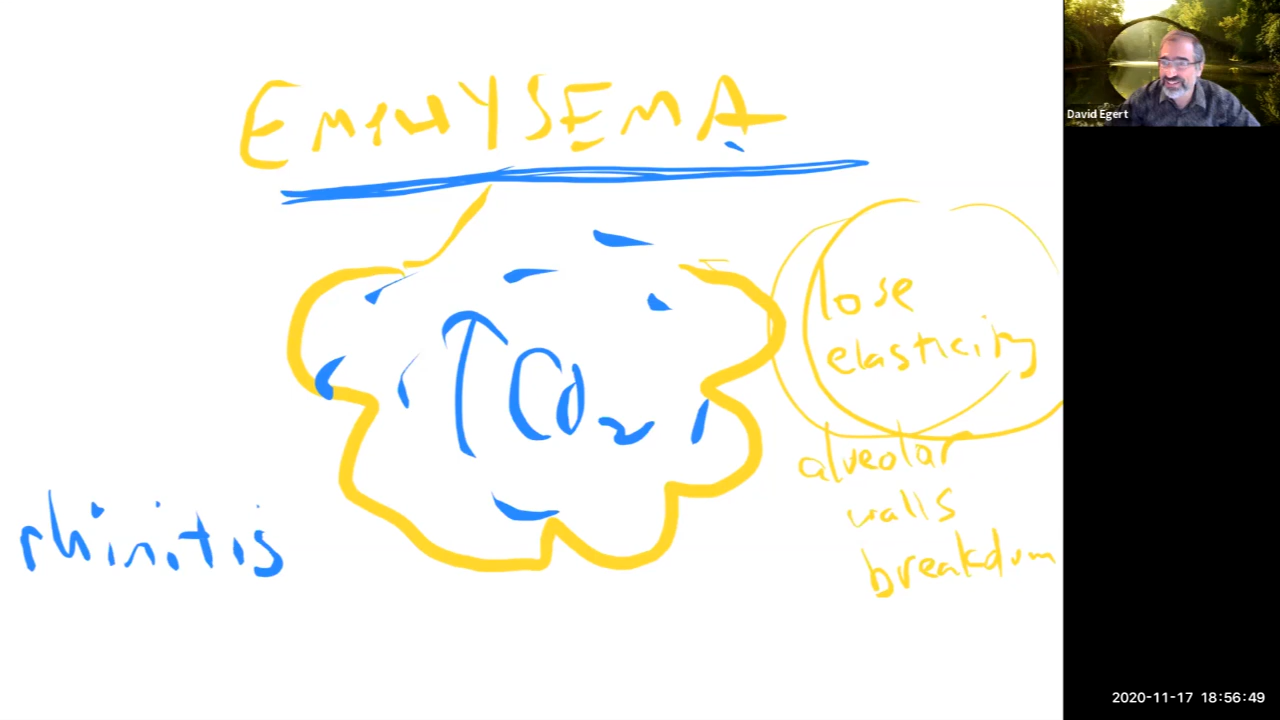 EMPHYSEMA
David Egert
lose
elasticity
↑ CO2
alveolar
walls
breakdown
rhinitis
2020-11-17 18:56:49